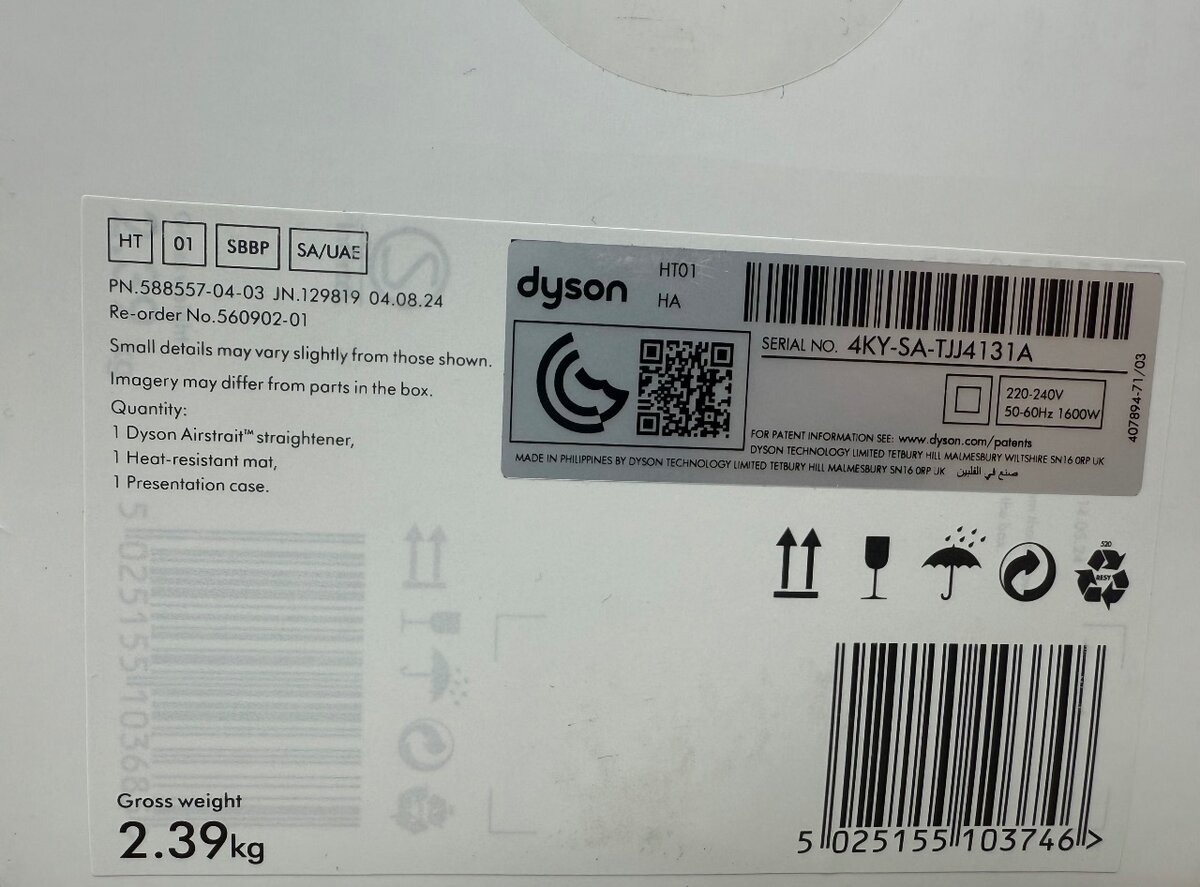 HT 01 SBBP SA/UAE
PN.588557-04-03 JN.129819 04.08.24
Re-order No.560902-01
Small details may vary slightly from those shown.
Imagery may differ from parts in the box.
Quantity:
1 Dyson Airstrait™ straightener,
1 Heat-resistant mat,
1 Presentation case.
dyson
HT01
HA
SERIAL NO. 4KY-SA-TJJ4131A
220-240V
50-60Hz 1600W
407894-71/03
FOR PATENT INFORMATION SEE: www.dyson.com/patents
DYSON TECHNOLOGY LIMITED TETBURY HILL MALMESBURY WILTSHIRE SN16 0RP UK
MADE IN PHILIPPINES BY DYSON TECHNOLOGY LIMITED TETBURY HILL MALMESBURY SN16 0RP UK صنع في الفلبين
520
RESY
5 025155 103685
Gross weight
2.39kg
5 025155 103746 >